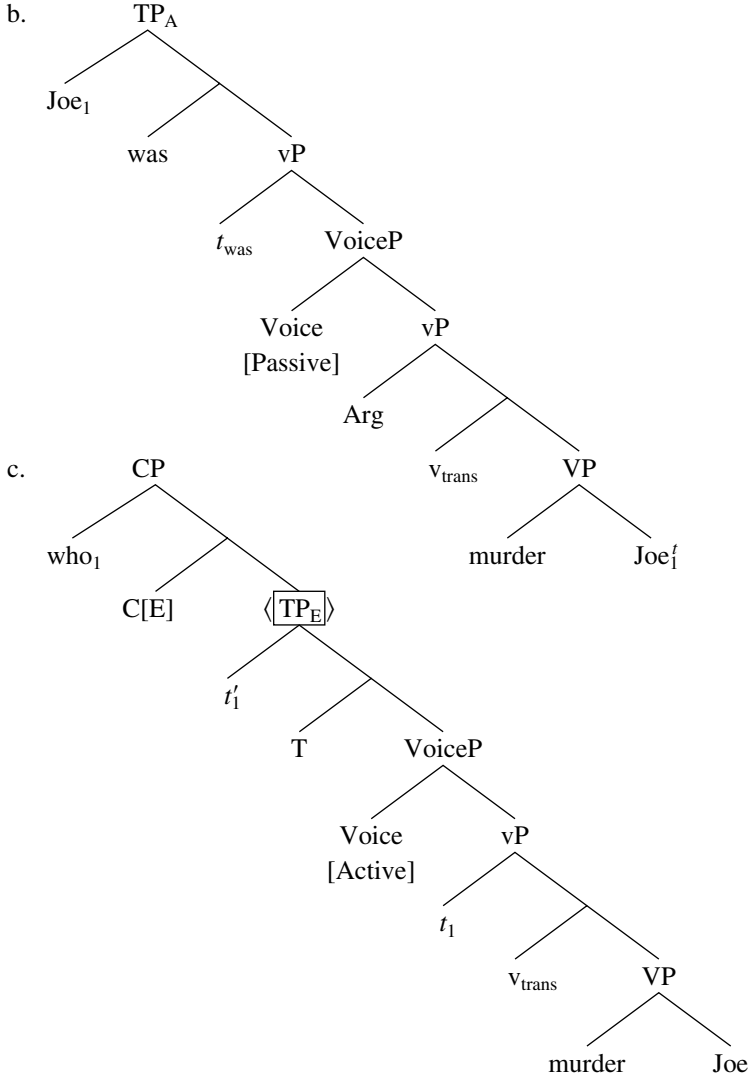 b. TP_A
Joe_1
was vP
t_was VoiceP
Voice vP
[Passive]
Arg
c. CP v_trans VP
who_1 murder Joe_1^t
C[E] ⟨TP_E⟩
t′_1
T VoiceP
Voice vP
[Active]
t_1
v_trans VP
murder Joe